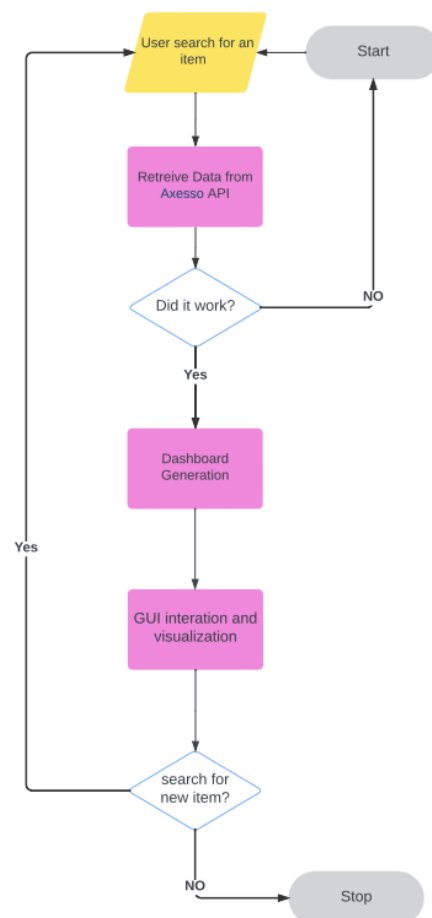 User search for an
item
Start
Retreive Data from
Axesso API
Did it work?
NO
Yes
Dashboard
Generation
Yes
GUI interation and
visualization
search for
new item?
NO
Stop